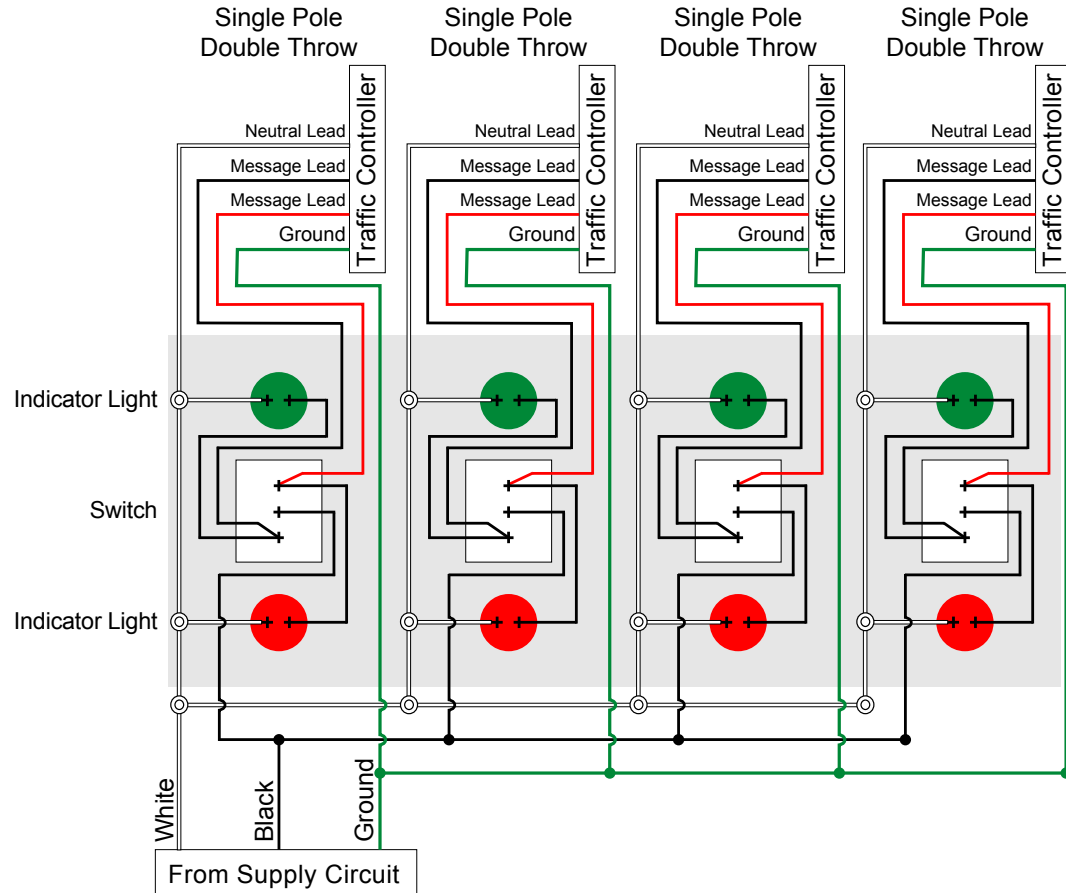 Single Pole
Double Throw
Single Pole
Double Throw
Single Pole
Double Throw
Single Pole
Double Throw
Neutral Lead
Message Lead
Message Lead
Ground
Traffic Controller
Neutral Lead
Message Lead
Message Lead
Ground
Traffic Controller
Neutral Lead
Message Lead
Message Lead
Ground
Traffic Controller
Neutral Lead
Message Lead
Message Lead
Ground
Traffic Controller
Indicator Light
Switch
Indicator Light
White
Black
Ground
From Supply Circuit